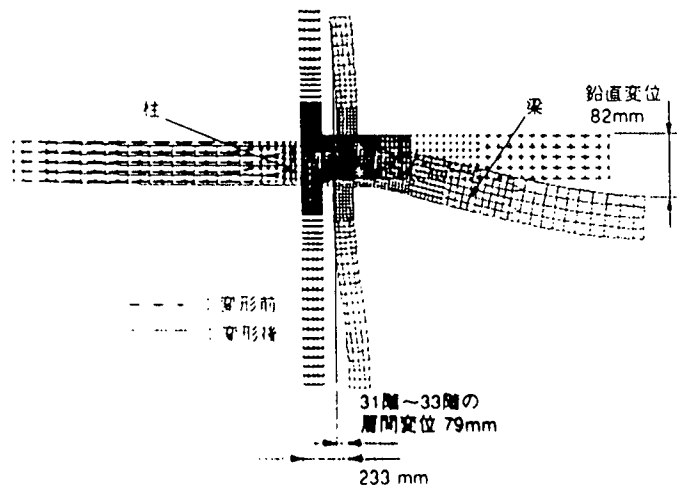 柱
梁
鉛直変位
82mm
: 変形前
: 変形後
31階～33階の
層間変位 79mm
233 mm